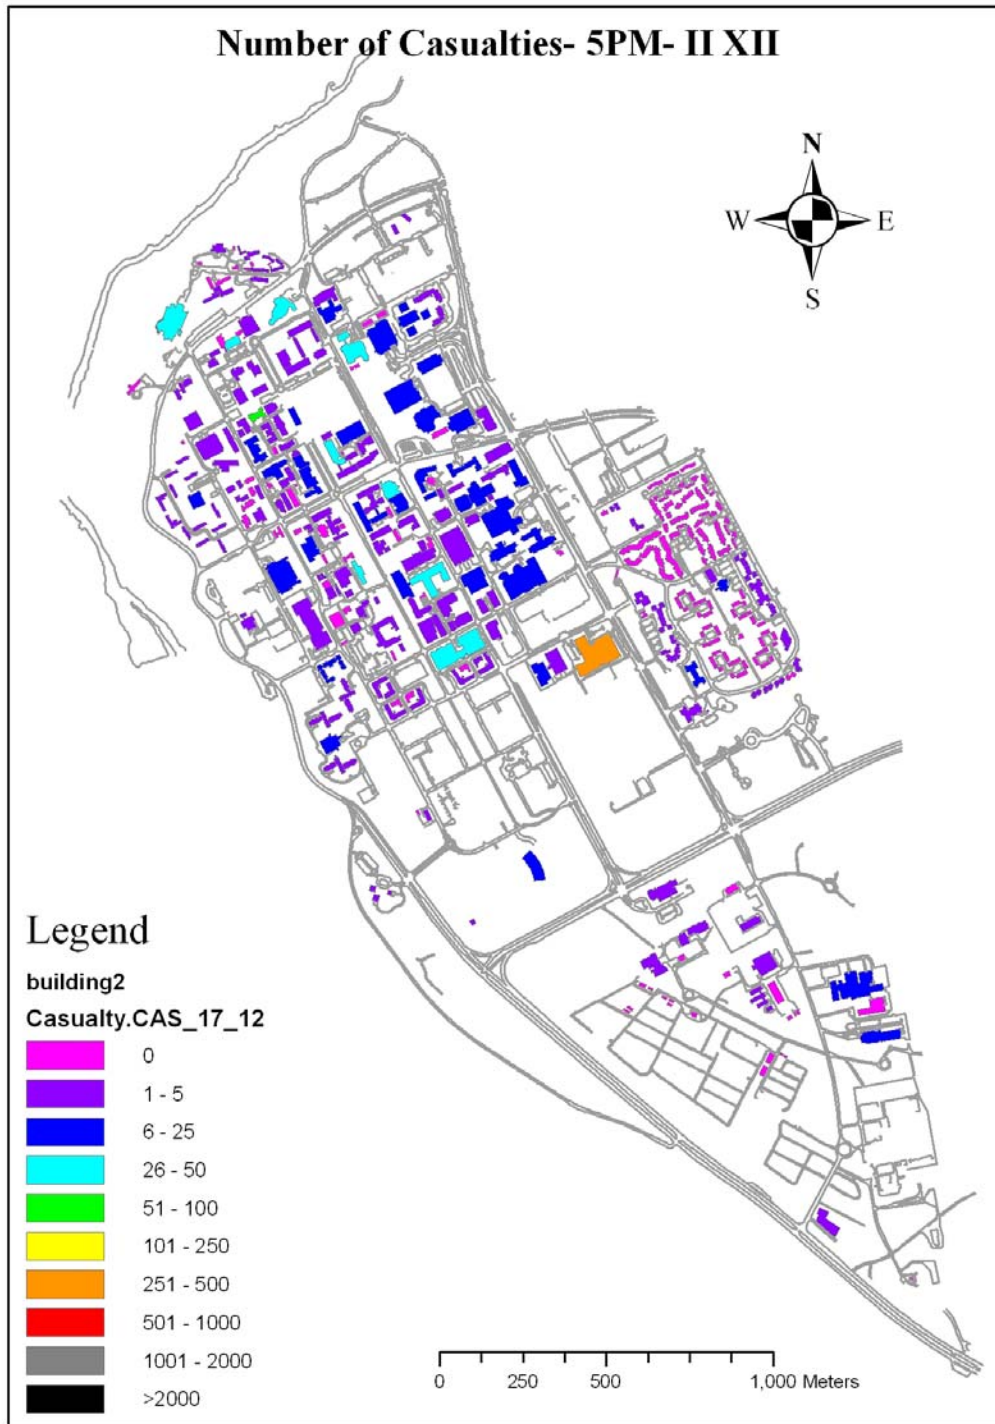 Number of Casualties- 5PM- II XII
N
W
E
S
Legend
building2
Casualty.CAS_17_12
0
1 - 5
6 - 25
26 - 50
51 - 100
101 - 250
251 - 500
501 - 1000
1001 - 2000
>2000
0 250 500 1,000 Meters